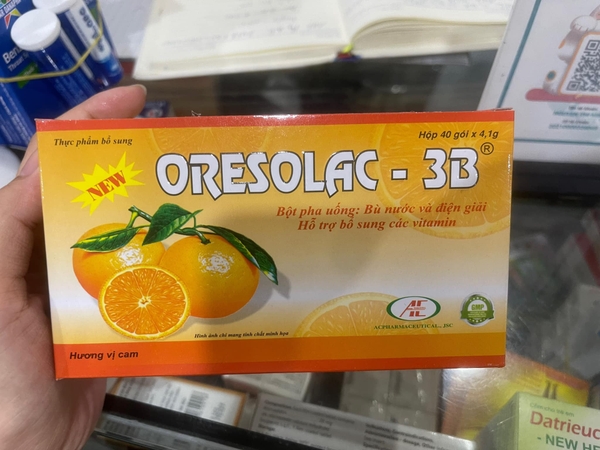 Thực phẩm bổ sung
Hộp 40 gói x 4,1g
NEW
ORESOLAC - 3B®
Bột pha uống: Bù nước và điện giải
Hỗ trợ bổ sung các vitamin
Hình ảnh chỉ mang tính chất minh họa
ACPHARMACEUTICAL., JSC
GMP
Hương vị cam
Datrieuc
- NEW HE